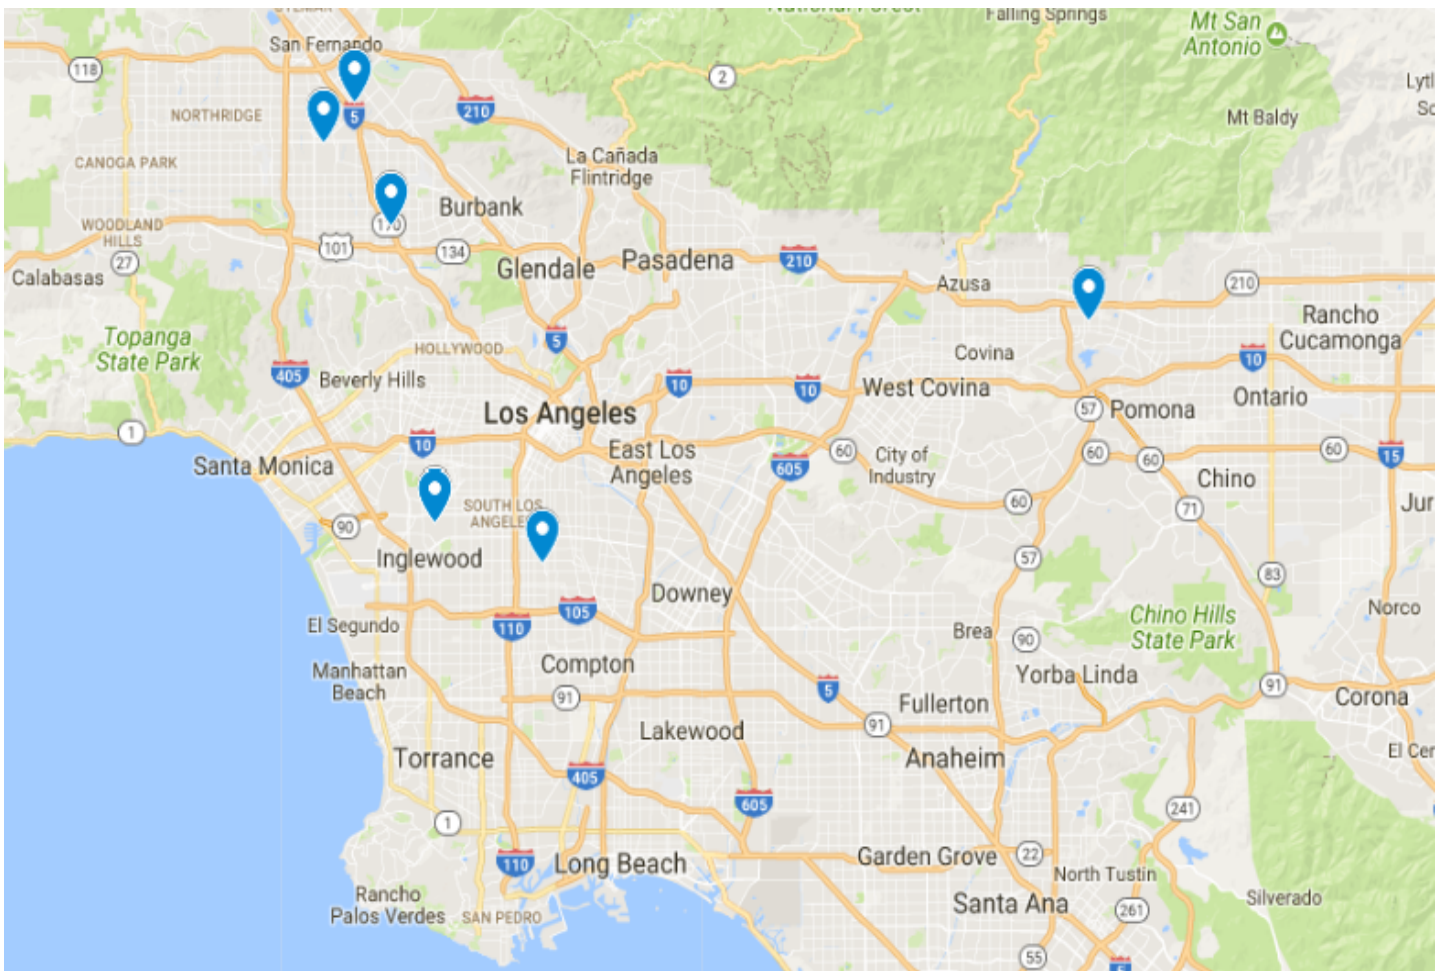 San Fernando
Falling Springs
Mt San
Antonio
118
2
Lytl
NORTHRIDGE
5
210
Mt Baldy
CANOGA PARK
La Cañada
Flintridge
Burbank
WOODLAND
HILLS
170
101
134
27
Calabasas
Glendale
Pasadena
210
Azusa
210
Rancho
Cucamonga
Topanga
State Park
HOLLYWOOD
5
Covina
10
405
Beverly Hills
10
10
West Covina
Ontario
57
Pomona
Los Angeles
1
10
East Los
Angeles
60
City of
Industry
60
60
60
15
Santa Monica
605
Chino
SOUTH LOS
ANGELES
90
60
71
Jur
Inglewood
57
83
Downey
El Segundo
110
105
Brea
90
Chino Hills
State Park
Norco
Compton
Manhattan
Beach
91
5
Yorba Linda
91
Corona
Fullerton
Lakewood
91
Torrance
405
Anaheim
El Cer
605
241
1
110
Long Beach
Garden Grove
22
North Tustin
Rancho
Palos Verdes
SAN PEDRO
Santa Ana
261
Silverado
55
5